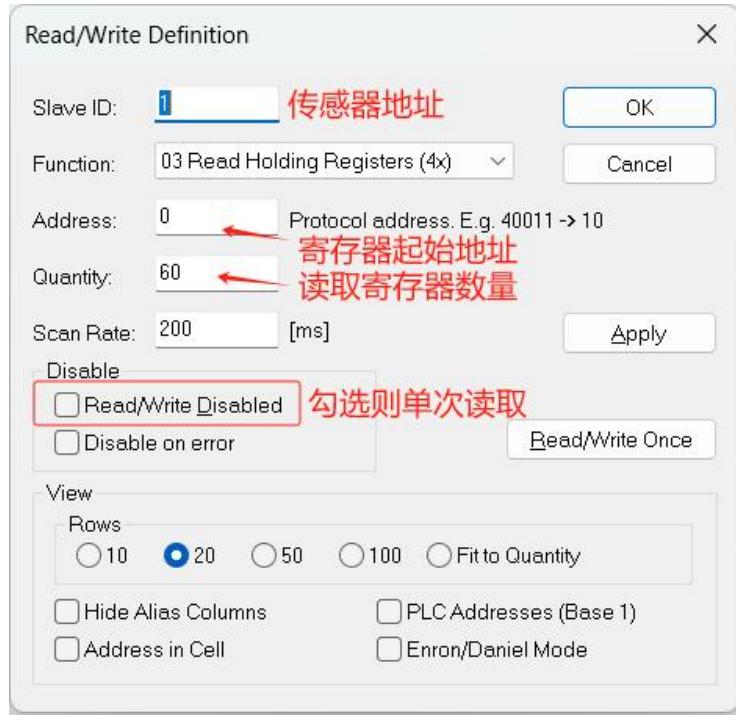 Read/Write Definition
Slave ID: 1 传感器地址 OK
Function: 03 Read Holding Registers (4x) Cancel
Address: 0 Protocol address. E.g. 40011 -> 10
寄存器起始地址
Quantity: 60 读取寄存器数量
Scan Rate: 200 [ms] Apply
Disable
Read/Write Disabled 勾选则单次读取
Disable on error Read/Write Once
View
Rows
10 20 50 100 Fit to Quantity
Hide Alias Columns PLC Addresses (Base 1)
Address in Cell Enron/Daniel Mode